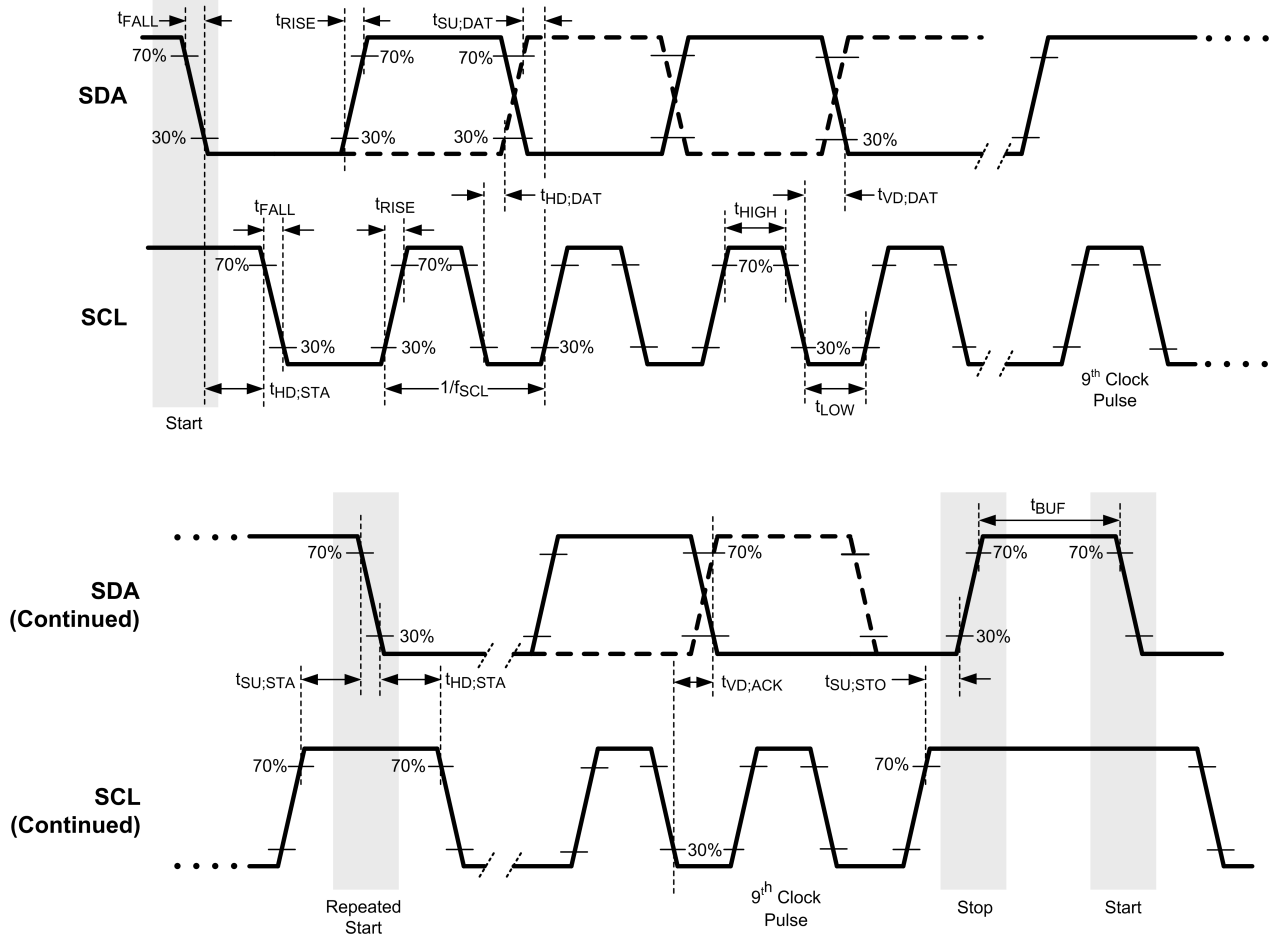 tFALL tRISE tSU;DAT
70% 70% 70%
SDA
30% 30% 30% 30%
tHD;DAT tVD;DAT
tFALL tRISE tHIGH
70% 70% 70%
SCL
30% 30% 30% 30%
tHD;STA 1/fSCL tLOW
9th Clock
Pulse
Start
tBUF
70% 70% 70% 70%
SDA
(Continued)
30% 30%
tSU;STA tHD;STA tVD;ACK tSU;STO
70% 70% 70%
SCL
(Continued)
30%
9th Clock
Pulse
Repeated
Start
Stop
Start